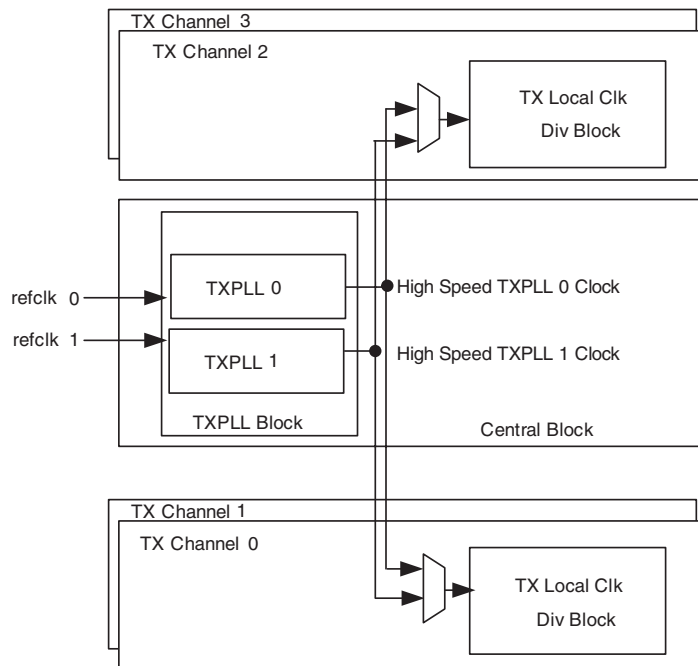 TX Channel 3
TX Channel 2
TX Local Clk
Div Block
TXPLL 0
refclk 0
High Speed TXPLL 0 Clock
refclk 1
TXPLL 1
High Speed TXPLL 1 Clock
TXPLL Block
Central Block
TX Channel 1
TX Channel 0
TX Local Clk
Div Block